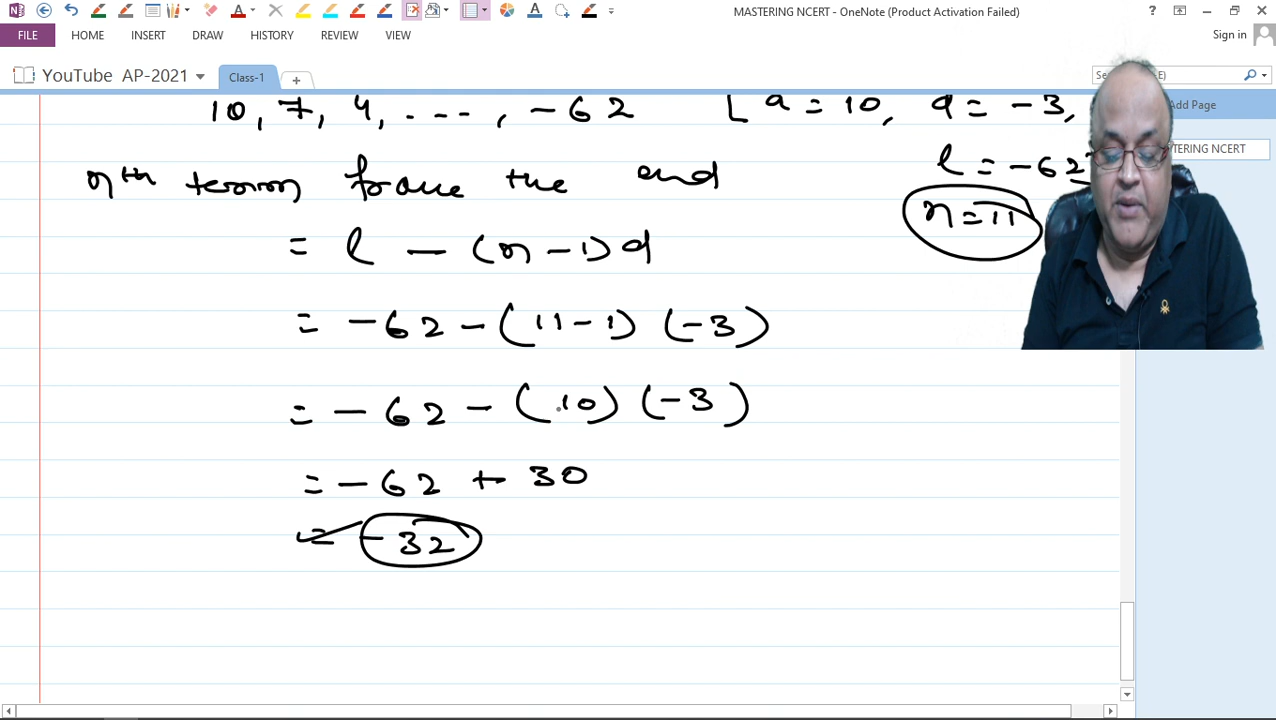 MASTERING NCERT - OneNote (Product Activation Failed)
FILE HOME INSERT DRAW HISTORY REVIEW VIEW Sign in
YouTube AP-2021 Class-1
Add Page
10, 7, 4, ----, -62 [ a = 10, d = -3,
l = -62
nth term from the end n = 11
= l - (n-1)d
= -62 - (11-1) (-3)
= -62 - (10) (-3)
= -62 + 30
= -32